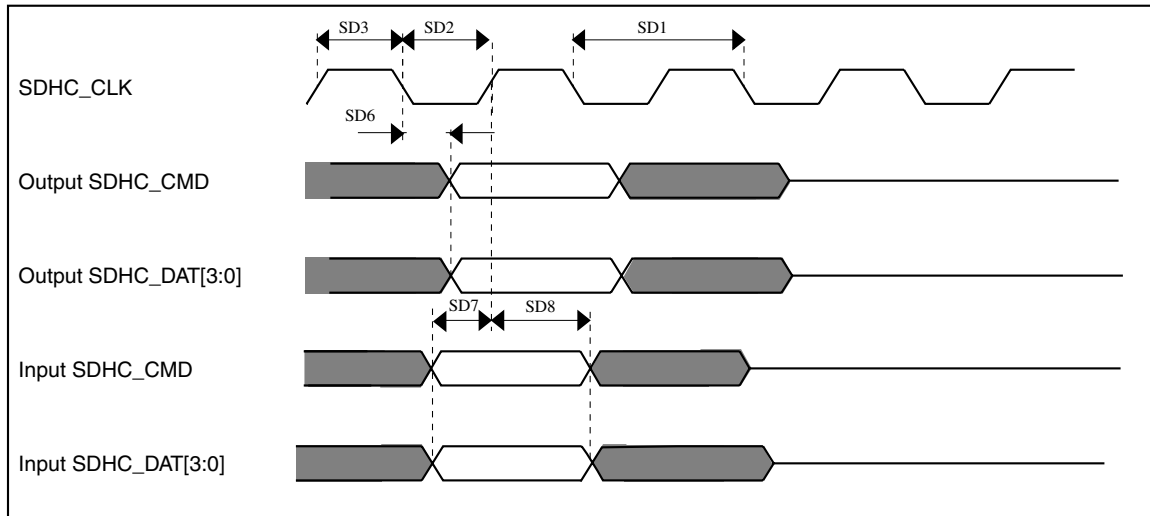 SD3 SD2 SD1
SDHC_CLK
SD6
Output SDHC_CMD
Output SDHC_DAT[3:0]
SD7 SD8
Input SDHC_CMD
Input SDHC_DAT[3:0]